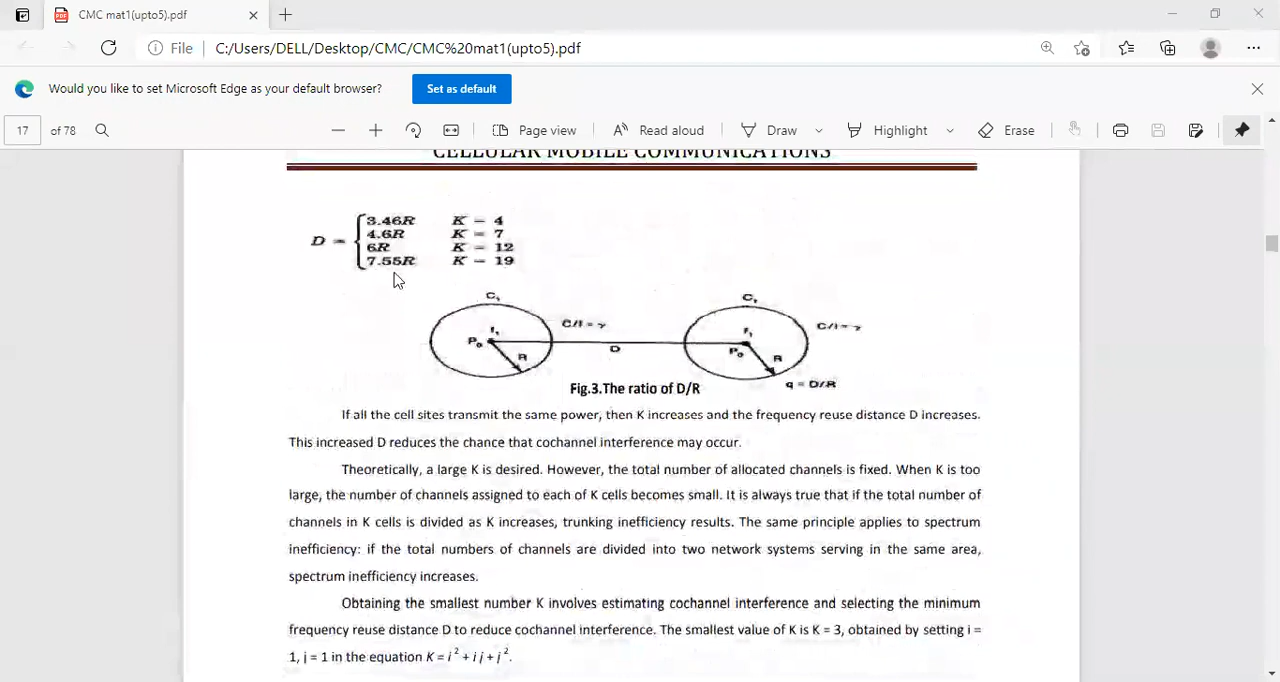 CMC mat1(upto5).pdf
File C:/Users/DELL/Desktop/CMC/CMC%20mat1(upto5).pdf
Would you like to set Microsoft Edge as your default browser? Set as default
17 of 78 Page view Read aloud Draw Highlight Erase
CELLULAR MOBILE COMMUNICATIONS
D = { 3.46R K = 4
4.6R K = 7
6R K = 12
7.55R K = 19
C₁ C₁
C/I = C/I =
f₁ f₁
P₀ R D P₀ R
q = D/R
Fig.3.The ratio of D/R
If all the cell sites transmit the same power, then K increases and the frequency reuse distance D increases.
This increased D reduces the chance that cochannel interference may occur.
Theoretically, a large K is desired. However, the total number of allocated channels is fixed. When K is too
large, the number of channels assigned to each of K cells becomes small. It is always true that if the total number of
channels in K cells is divided as K increases, trunking inefficiency results. The same principle applies to spectrum
inefficiency: if the total numbers of channels are divided into two network systems serving in the same area,
spectrum inefficiency increases.
Obtaining the smallest number K involves estimating cochannel interference and selecting the minimum
frequency reuse distance D to reduce cochannel interference. The smallest value of K is K = 3, obtained by setting i =
1, j = 1 in the equation K = i² + i j + j².